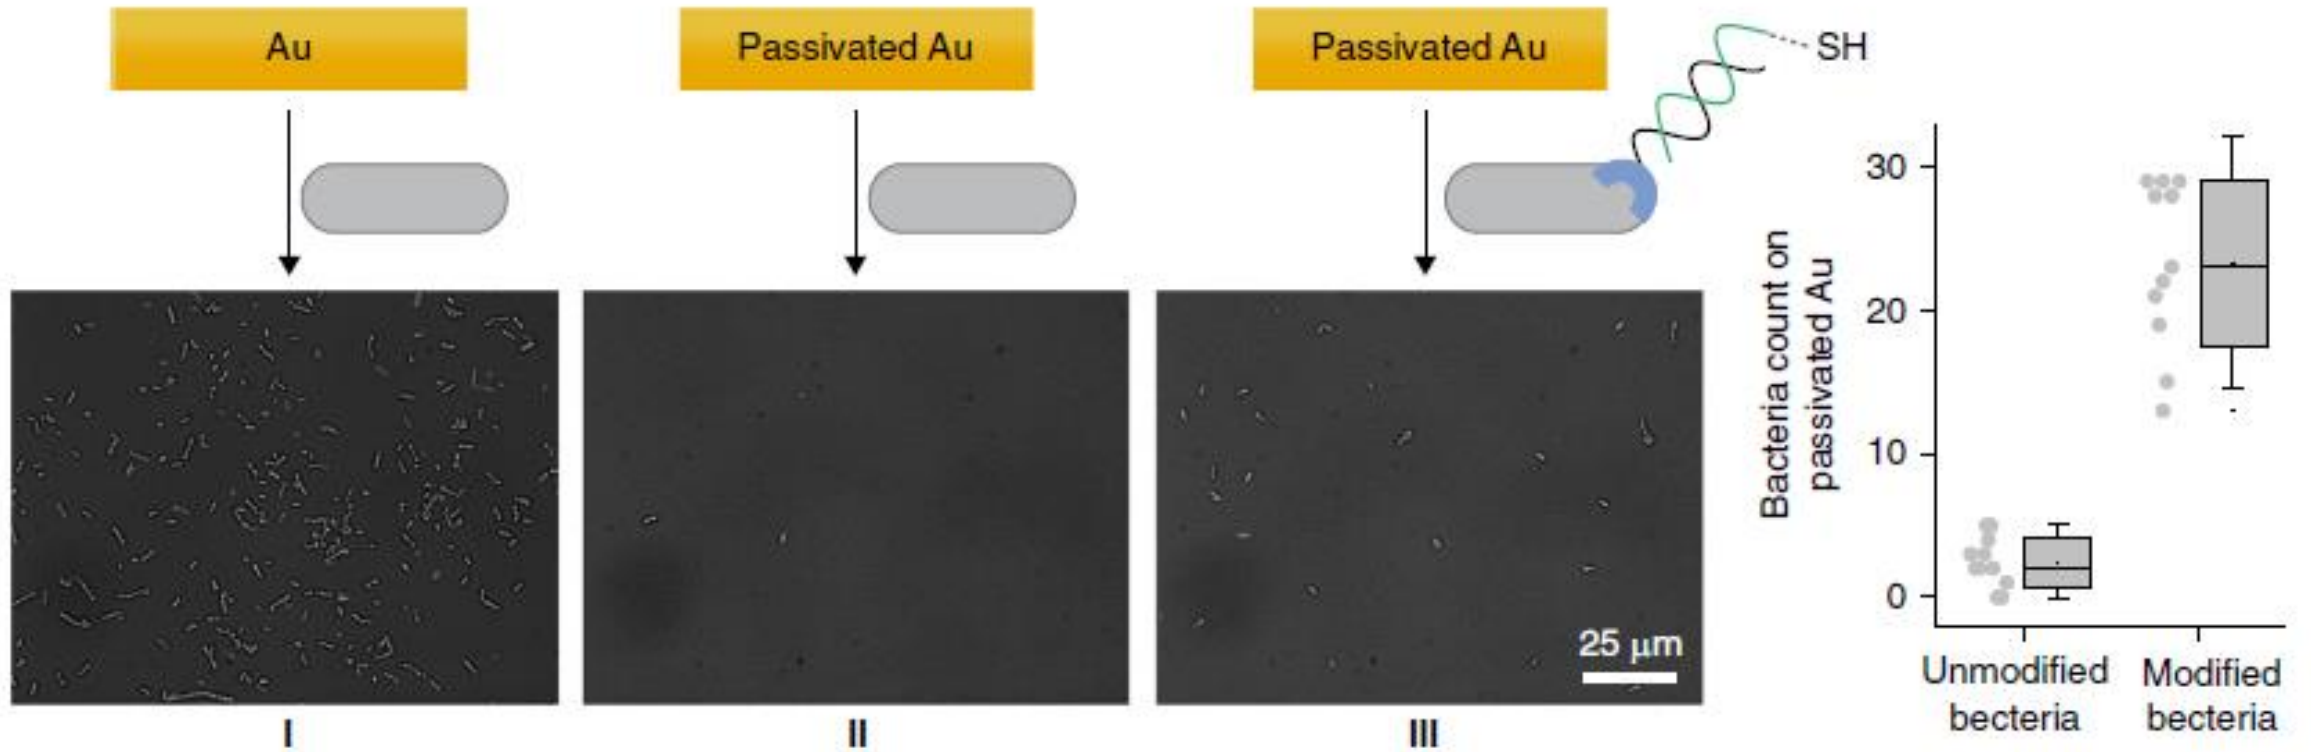 Au
Passivated Au
Passivated Au
SH
25 μm
I
II
III
Bacteria count on
passivated Au
30
20
10
0
Unmodified
becteria
Modified
becteria